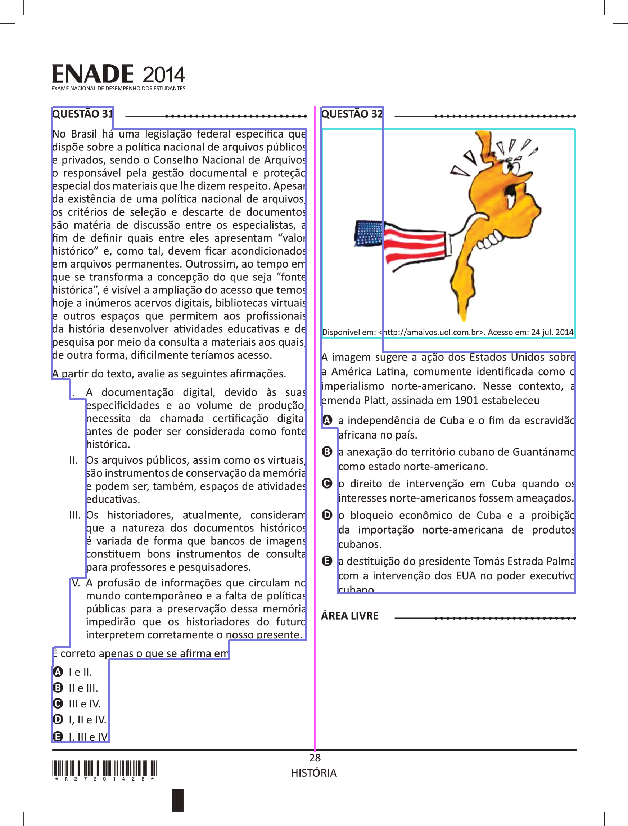 ENADE 2014
EXAME NACIONAL DE DESEMPENHO DOS ESTUDANTES
QUESTÃO 31
No Brasil há uma legislação federal específica que
dispõe sobre a política nacional de arquivos públicos
e privados, sendo o Conselho Nacional de Arquivos
o responsável pela gestão documental e proteção
especial dos materiais que lhe dizem respeito. Apesar
da existência de uma política nacional de arquivos,
os critérios de seleção e descarte de documentos
são matéria de discussão entre os especialistas, a
fim de definir quais entre eles apresentam “valor
histórico” e, como tal, devem ficar acondicionados
em arquivos permanentes. Outrossim, ao tempo em
que se transforma a concepção do que seja “fonte
histórica”, é visível a ampliação do acesso que temos
hoje a inúmeros acervos digitais, bibliotecas virtuais
e outros espaços que permitem aos profissionais
da história desenvolver atividades educativas e de
pesquisa por meio da consulta a materiais aos quais,
de outra forma, dificilmente teríamos acesso.
A partir do texto, avalie as seguintes afirmações.
I. A documentação digital, devido às suas
especificidades e ao volume de produção,
necessita da chamada certificação digital
antes de poder ser considerada como fonte
histórica.
II. Os arquivos públicos, assim como os virtuais,
são instrumentos de conservação da memória
e podem ser, também, espaços de atividades
educativas.
III. Os historiadores, atualmente, consideram
que a natureza dos documentos históricos
é variada de forma que bancos de imagens
constituem bons instrumentos de consulta
para professores e pesquisadores.
IV. A profusão de informações que circulam no
mundo contemporâneo e a falta de políticas
públicas para a preservação dessa memória
impedirão que os historiadores do futuro
interpretem corretamente o nosso presente.
É correto apenas o que se afirma em
A I e II.
B II e III.
C III e IV.
D I, II e IV.
E I, III e IV.
QUESTÃO 32
Disponível em: <http://amaivos.uol.com.br>. Acesso em: 24 jul. 2014.
A imagem sugere a ação dos Estados Unidos sobre
a América Latina, comumente identificada como o
imperialismo norte-americano. Nesse contexto, a
emenda Platt, assinada em 1901 estabeleceu
A a independência de Cuba e o fim da escravidão
africana no país.
B a anexação do território cubano de Guantánamo
como estado norte-americano.
C o direito de intervenção em Cuba quando os
interesses norte-americanos fossem ameaçados.
D o bloqueio econômico de Cuba e a proibição
da importação norte-americana de produtos
cubanos.
E a destituição do presidente Tomás Estrada Palma
com a intervenção dos EUA no poder executivo
cubano.
ÁREA LIVRE
28
HISTÓRIA
*R27201428*